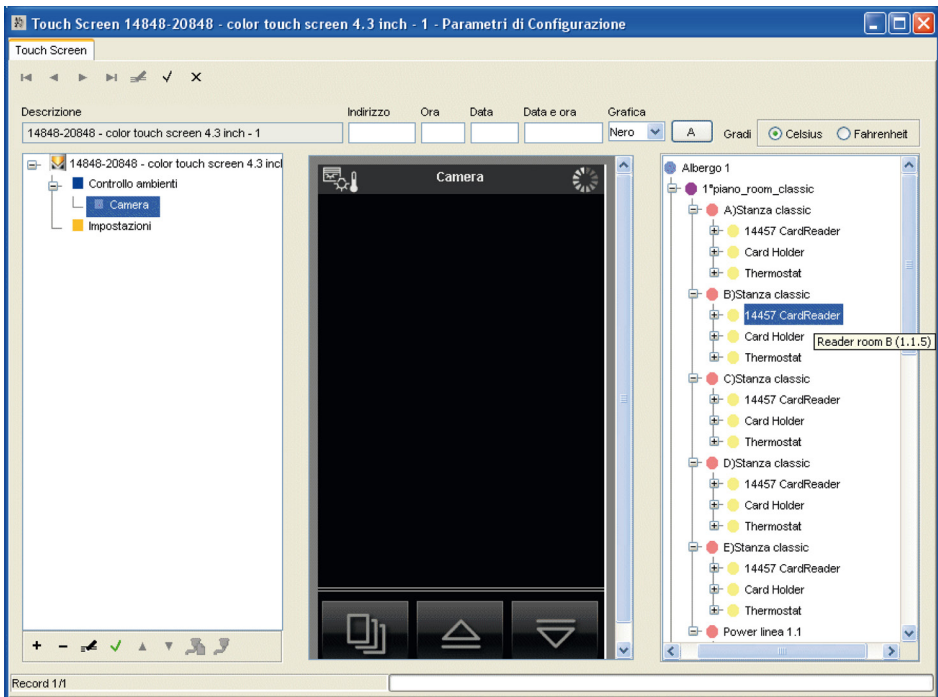 Touch Screen 14848-20848 - color touch screen 4.3 inch - 1 - Parametri di Configurazione
Touch Screen
Descrizione Indirizzo Ora Data Data e ora Grafica
14848-20848 - color touch screen 4.3 inch - 1 Nero A Gradi Celsius Fahrenheit
14848-20848 - color touch screen 4.3 incl
Controllo ambienti
Camera
Impostazioni
Camera
Albergo 1
1°piano_room_classic
A)Stanza classic
14457 CardReader
Card Holder
Thermostat
B)Stanza classic
14457 CardReader
Card Holder
Reader room B (1.1.5)
Thermostat
C)Stanza classic
14457 CardReader
Card Holder
Thermostat
D)Stanza classic
14457 CardReader
Card Holder
Thermostat
E)Stanza classic
14457 CardReader
Card Holder
Thermostat
Power linea 1.1
Record 1/1